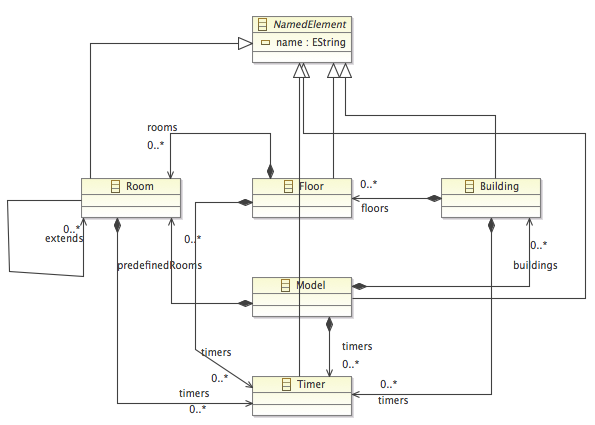 NamedElement
name : EString
rooms
0..*
Room
Floor
0..*
floors
Building
0..*
extends
0..*
0..*
predefinedRooms
buildings
Model
timers
0..*
timers
0..*
Timer
0..*
timers
timers
0..*